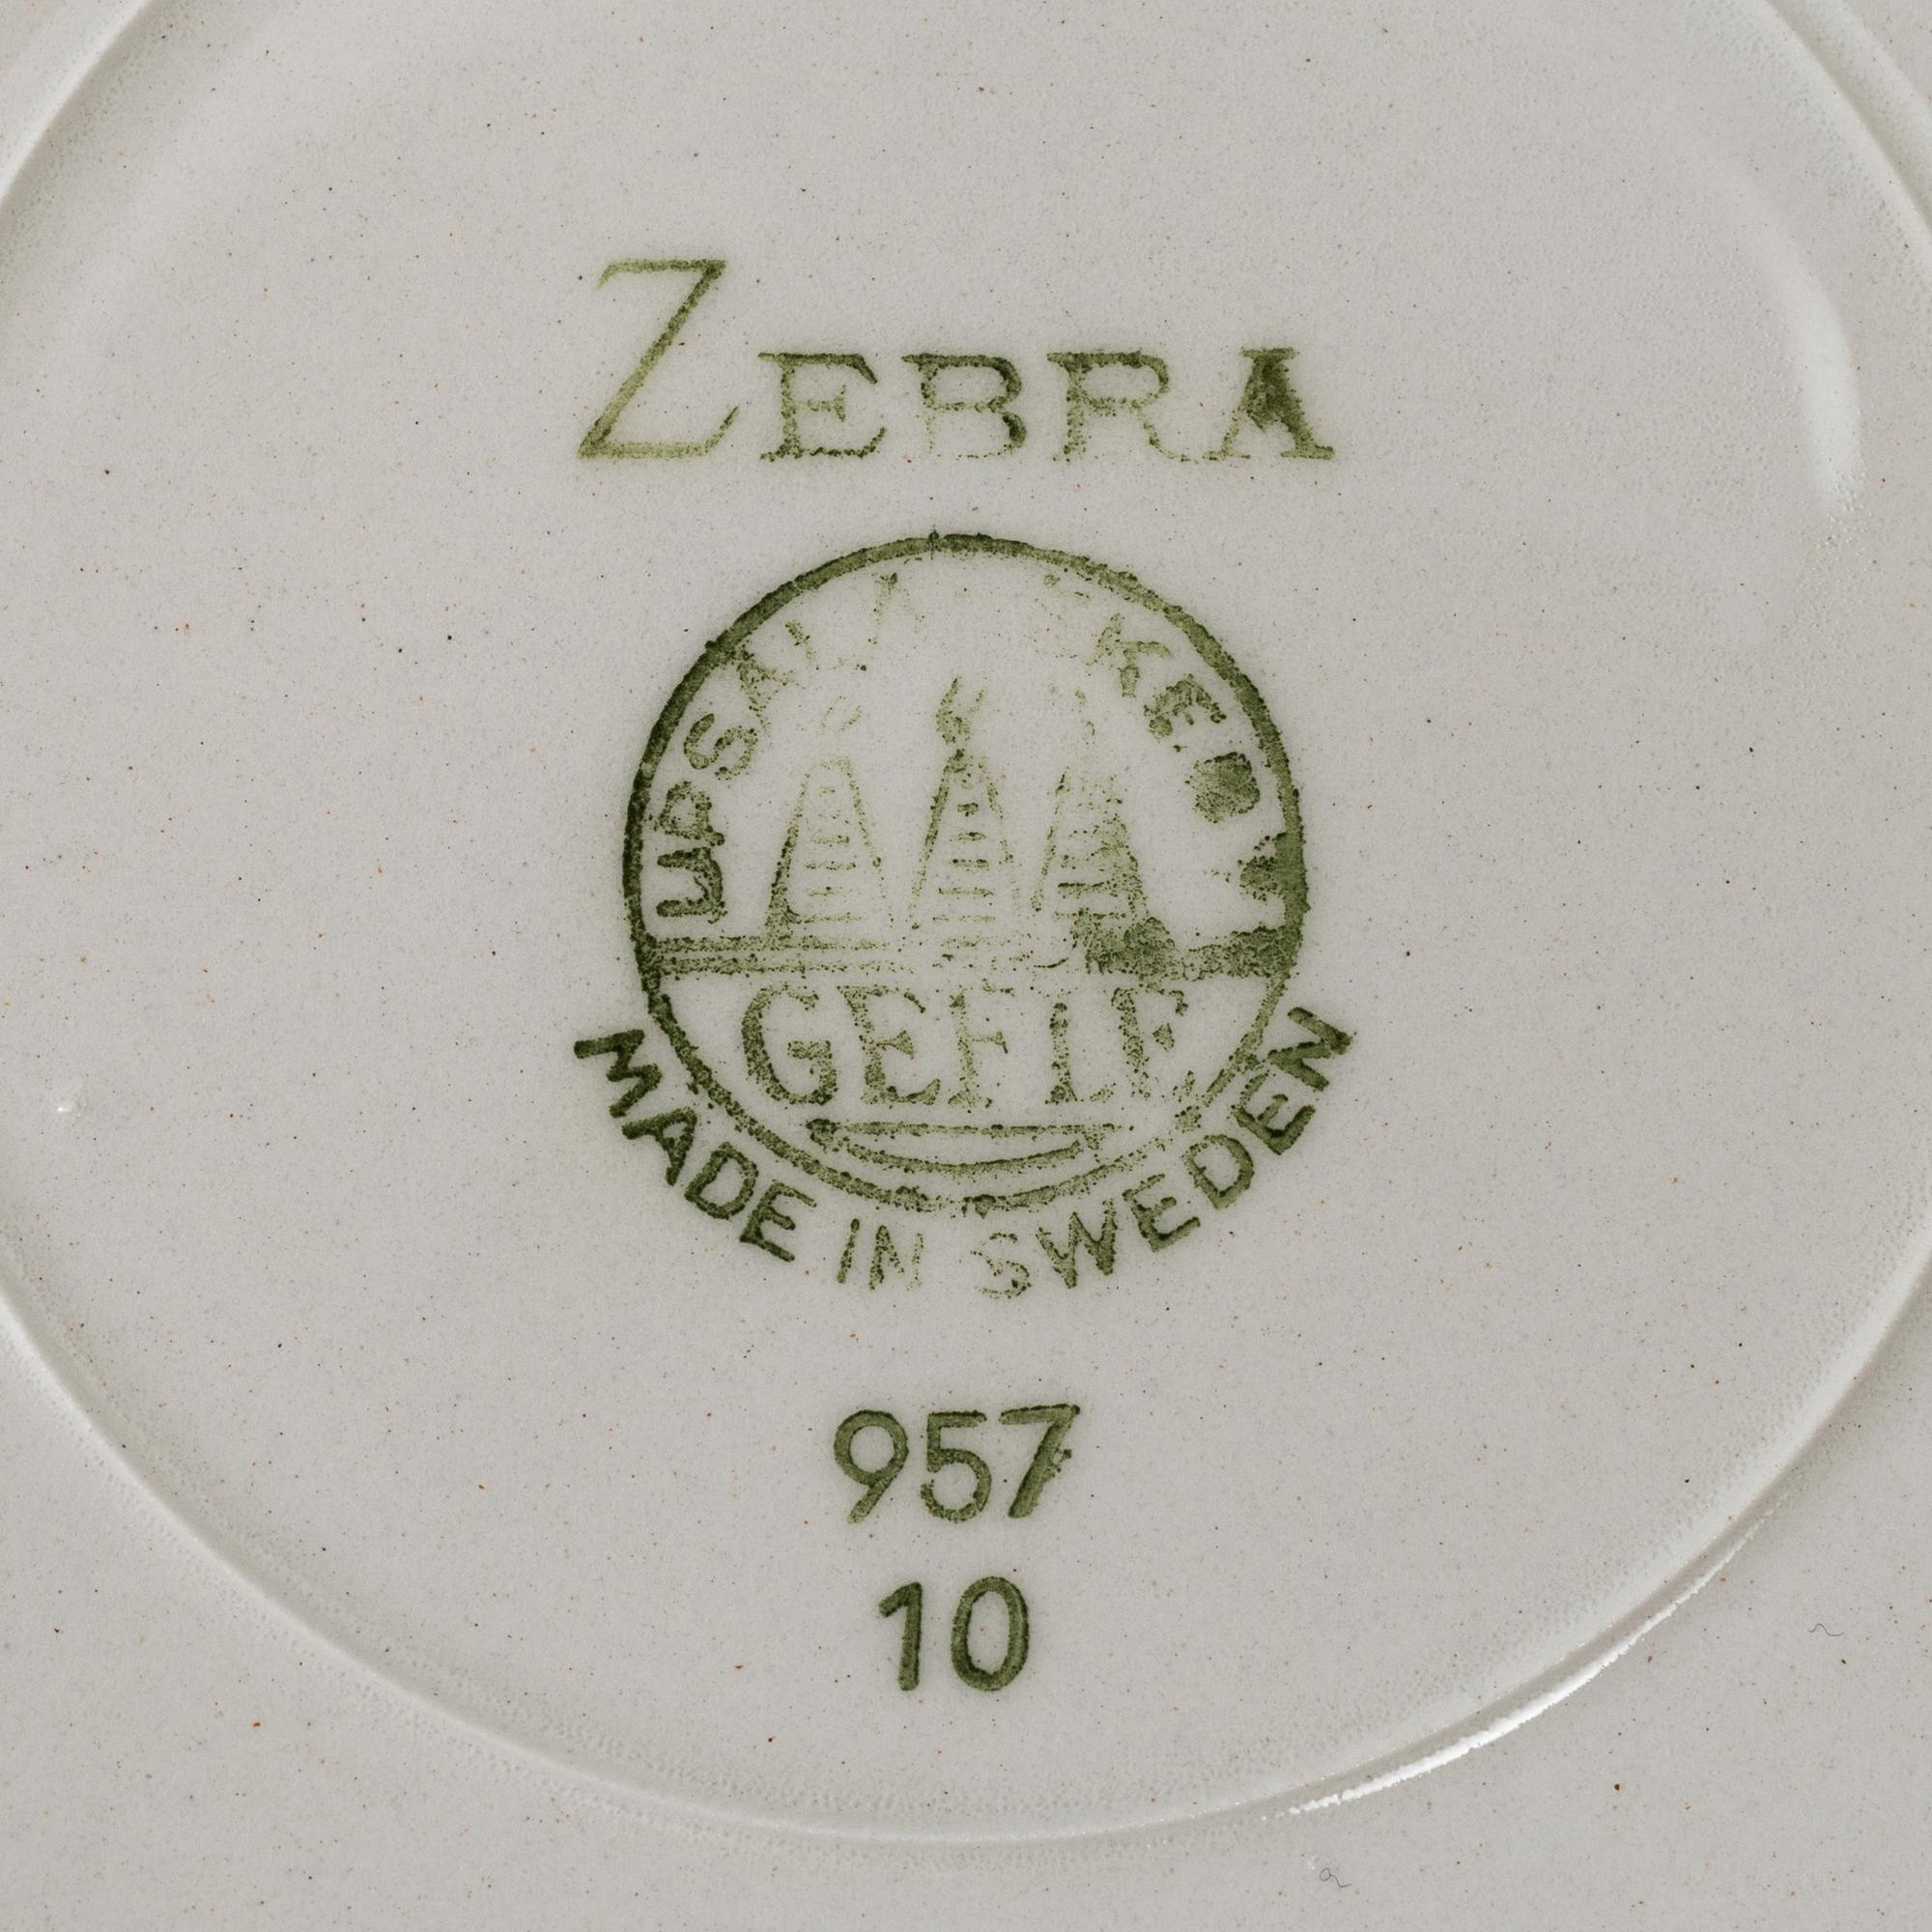 ZEBRA
UPSALA EKEBY
GEFLE
MADE IN SWEDEN
957
10